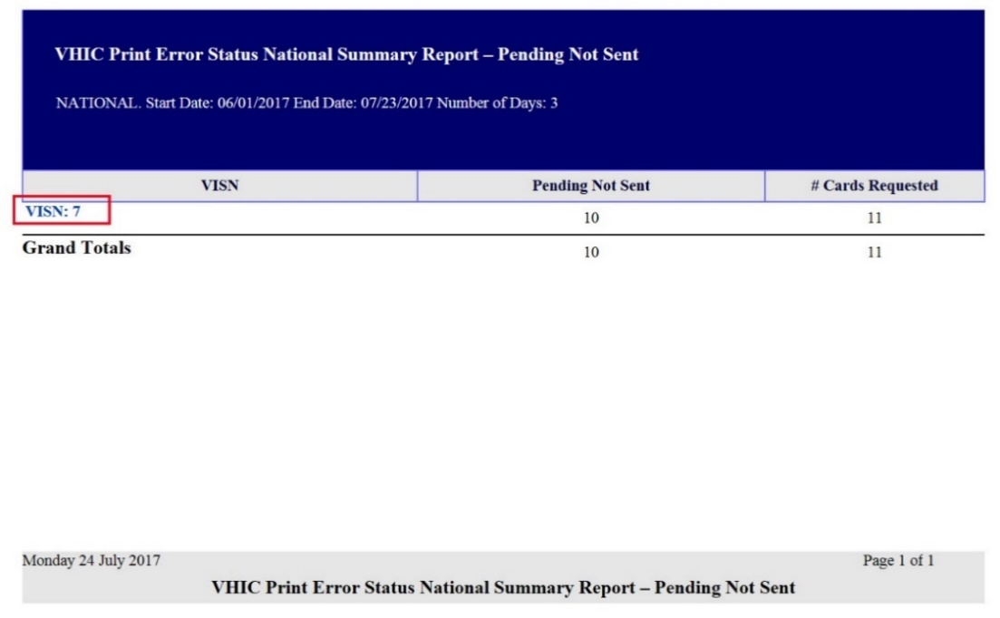 VHIC Print Error Status National Summary Report – Pending Not Sent
NATIONAL. Start Date: 06/01/2017 End Date: 07/23/2017 Number of Days: 3
VISN Pending Not Sent # Cards Requested
VISN: 7 10 11
Grand Totals 10 11
Monday 24 July 2017 Page 1 of 1
VHIC Print Error Status National Summary Report – Pending Not Sent